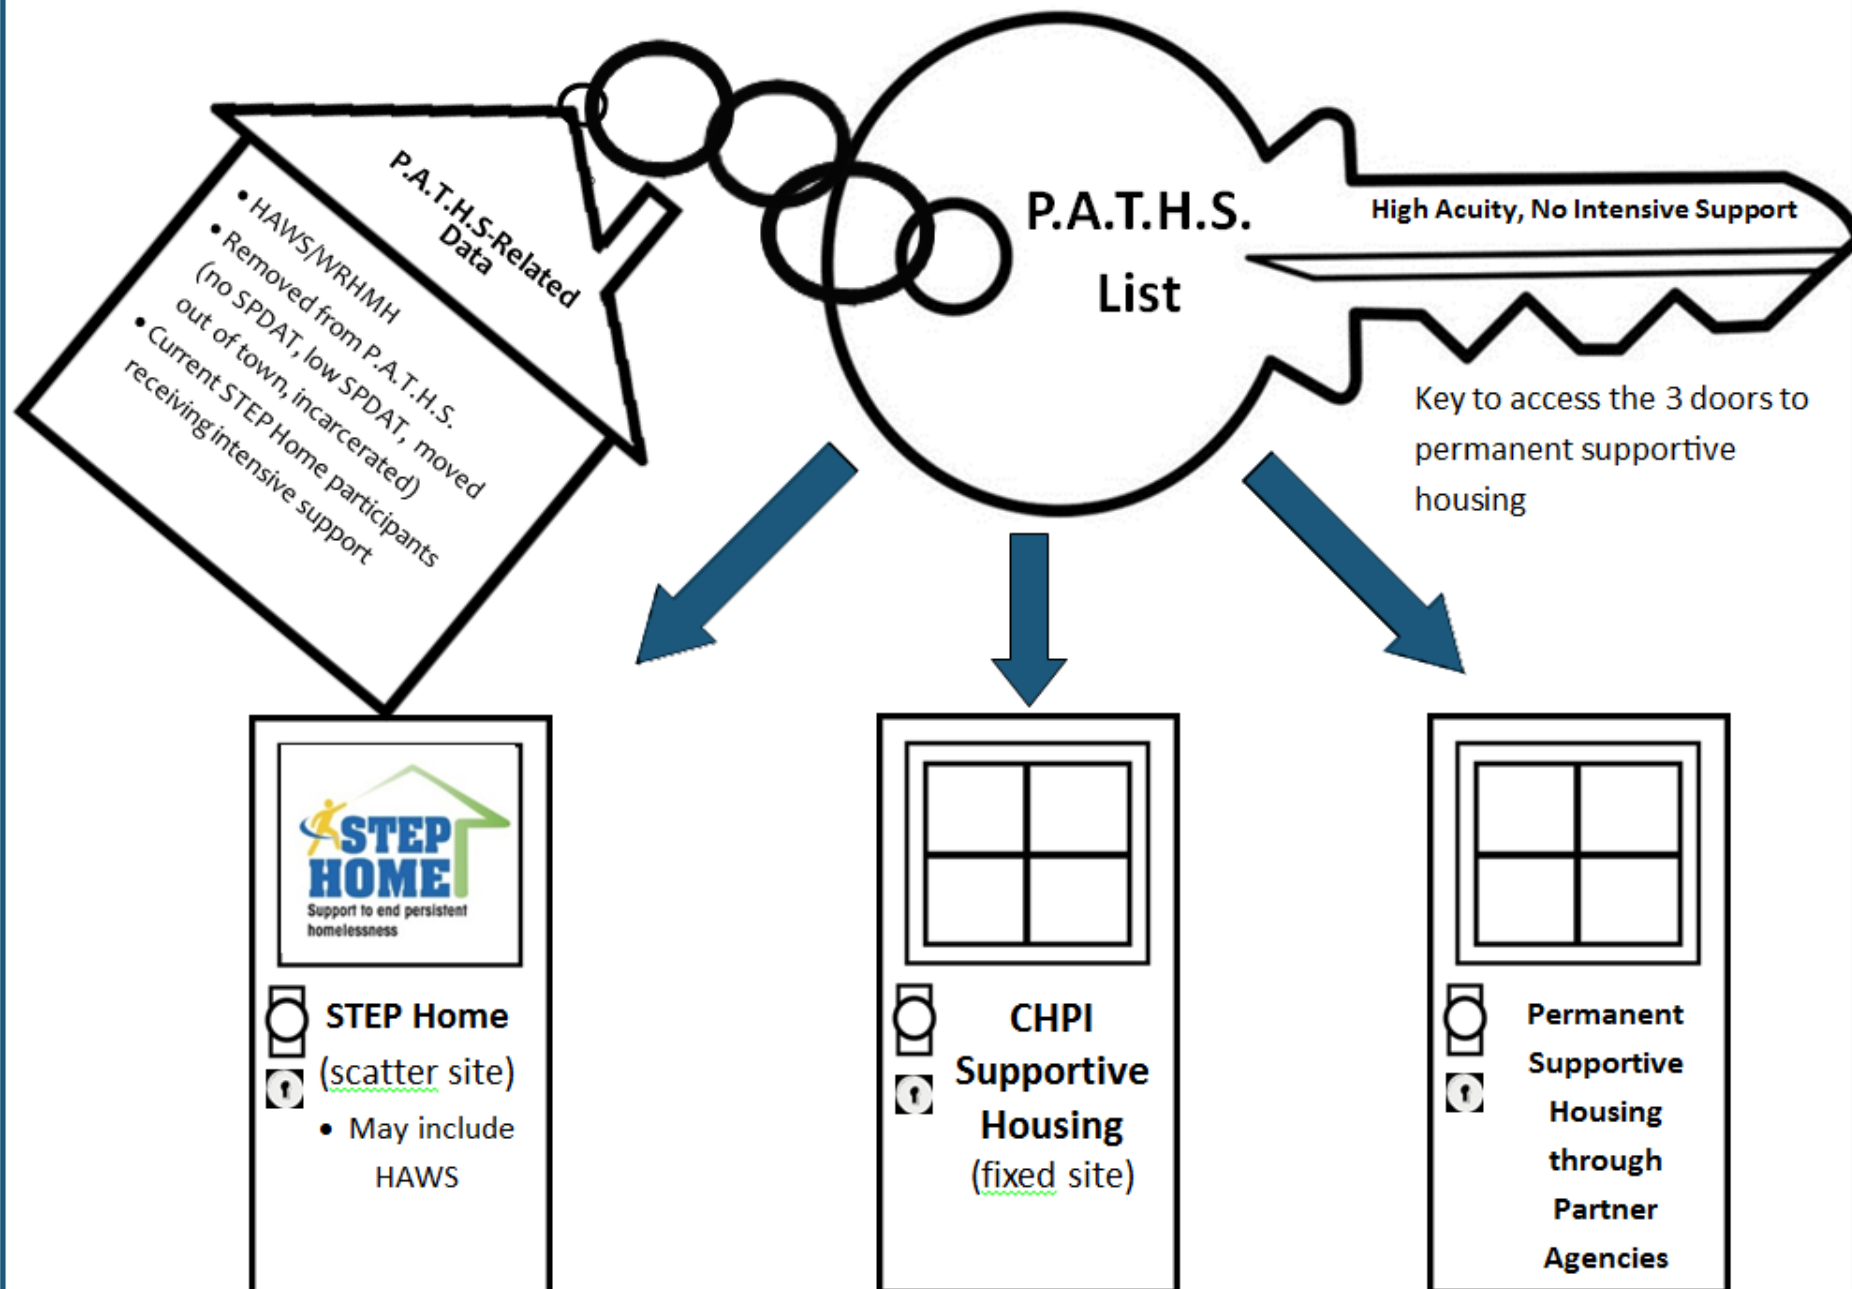 P.A.T.H.S-Related
Data
• HAWS/WRHMH
• Removed from P.A.T.H.S.
(no SPDAT, low SPDAT, moved
out of town, incarcerated)
• Current STEP Home participants
receiving intensive support
P.A.T.H.S.
List
High Acuity, No Intensive Support
Key to access the 3 doors to
permanent supportive
housing
STEP
HOME
Support to end persistent
homelessness
STEP Home
(scatter site)
• May include
HAWS
CHPI
Supportive
Housing
(fixed site)
Permanent
Supportive
Housing
through
Partner
Agencies